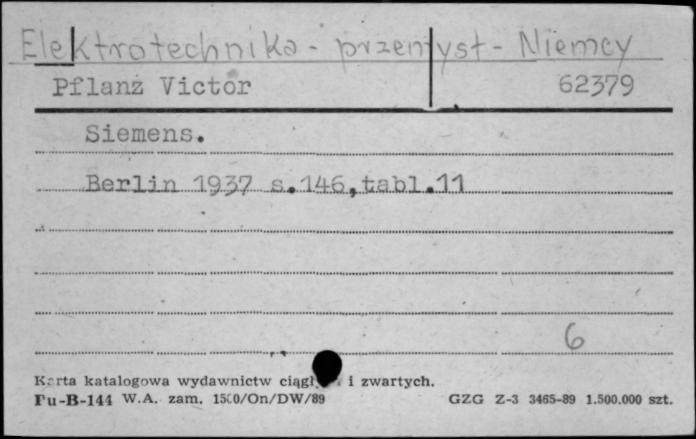 Elektrotechnika - przemysł - Niemcy
Pflanz Victor 62379
Siemens.
Berlin 1937 s.146,tabl.11
6
Karta katalogowa wydawnictw i zwartych.
Pu-B-144 W.A. zam. 1500/On/DW/89 GZG Z-3 3465-89 1.500.000 szt.